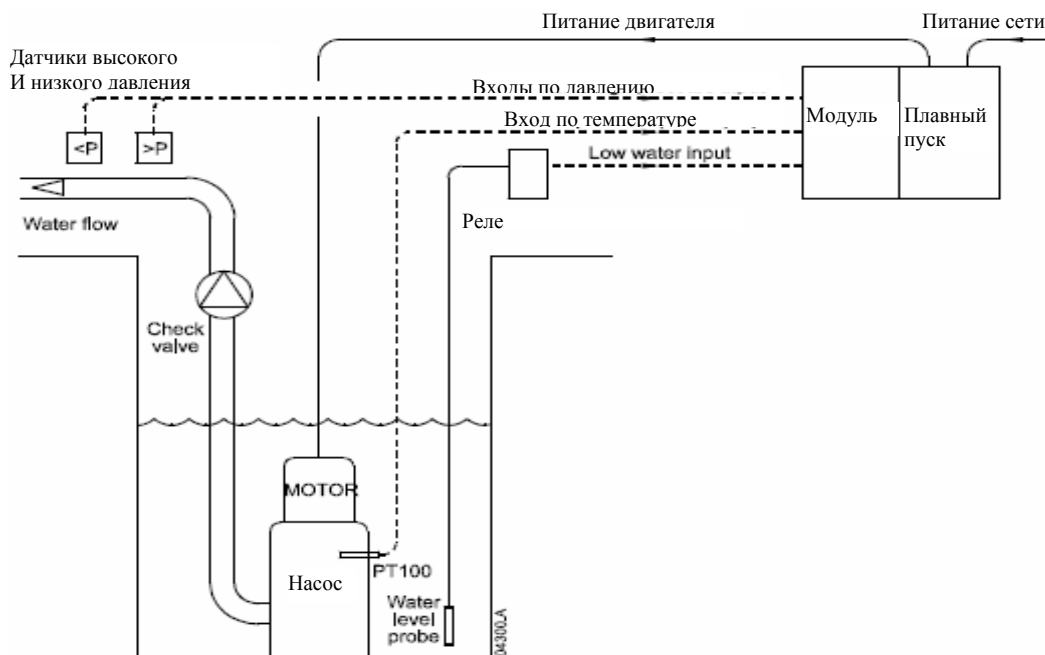 Питание двигателя
Питание сети
Датчики высокого
И низкого давления
Входы по давлению
Вход по температуре
Low water input
Модуль
Плавный
пуск
<P
>P
Реле
Water flow
Check
valve
MOTOR
PT100
Насос
Water
level
probe
04300.A